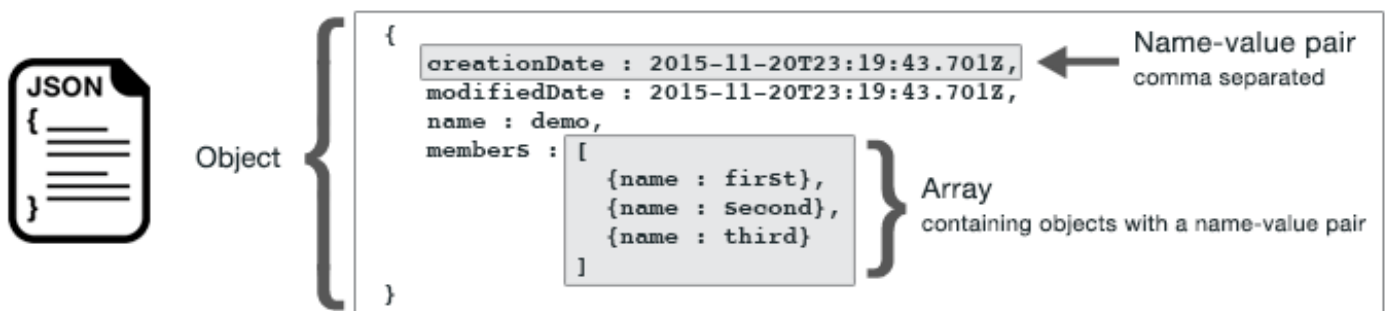 JSON
{
}
Object
{
creationDate : 2015-11-20T23:19:43.701Z,
modifiedDate : 2015-11-20T23:19:43.701Z,
name : demo,
members : [
{name : first},
{name : second},
{name : third}
]
}
Name-value pair
comma separated
Array
containing objects with a name-value pair